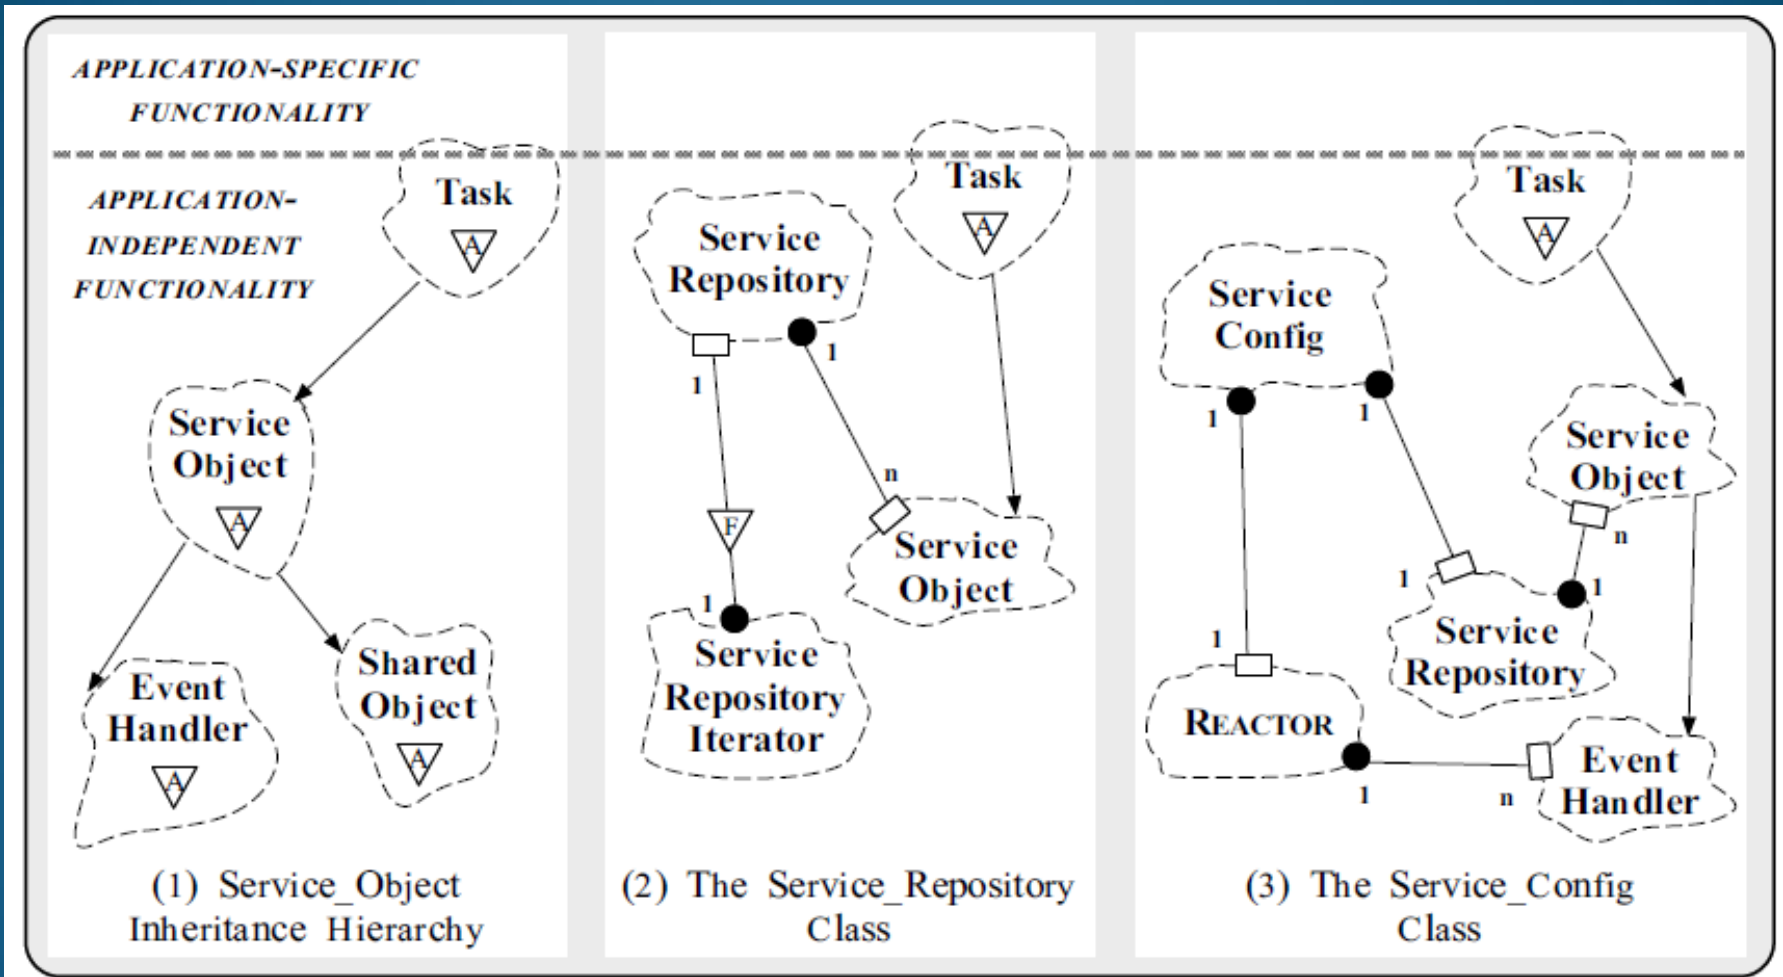 APPLICATION-SPECIFIC
FUNCTIONALITY
APPLICATION-
INDEPENDENT
FUNCTIONALITY
Task
A
Service
Object
A
Event
Handler
A
Shared
Object
A
(1) Service_Object
Inheritance Hierarchy
Task
A
Service
Repository
1
1
n
F
Service
Object
1
Service
Repository
Iterator
(2) The Service_Repository
Class
Task
A
Service
Config
1
1
Service
Object
n
1
1
Service
Repository
1
REACTOR
1
n
Event
Handler
(3) The Service_Config
Class